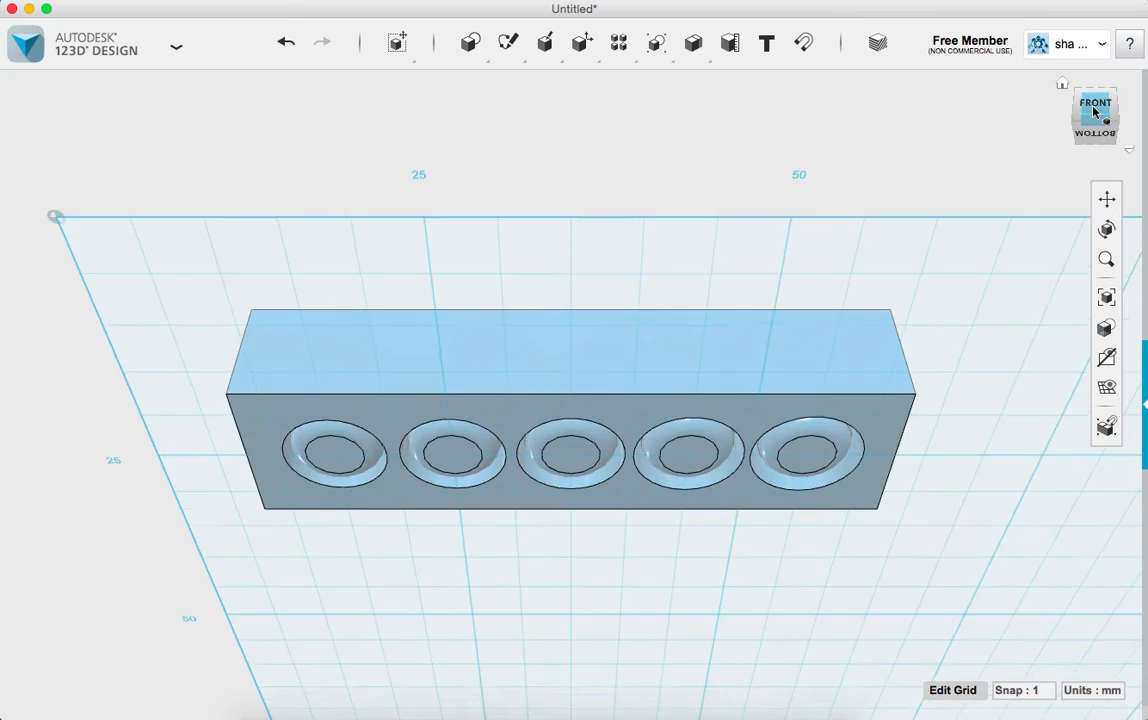 Untitled*
AUTODESK®
123D® DESIGN
T
Free Member
(NON COMMERCIAL USE)
sha ...
?
FRONT
BOTTOM
25
50
25
50
Edit Grid
Snap : 1
Units : mm